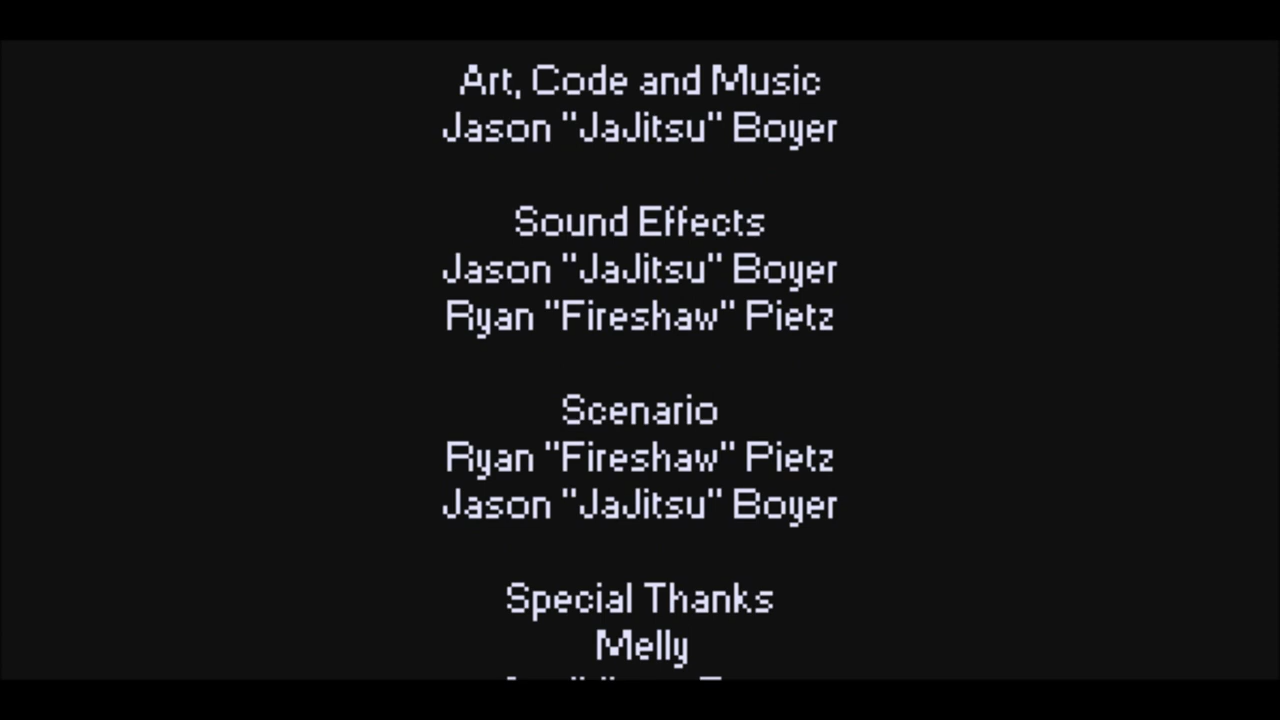 Art, Code and Music
Jason "JaJitsu" Boyer
Sound Effects
Jason "JaJitsu" Boyer
Ryan "Fireshaw" Pietz
Scenario
Ryan "Fireshaw" Pietz
Jason "JaJitsu" Boyer
Special Thanks
Melly